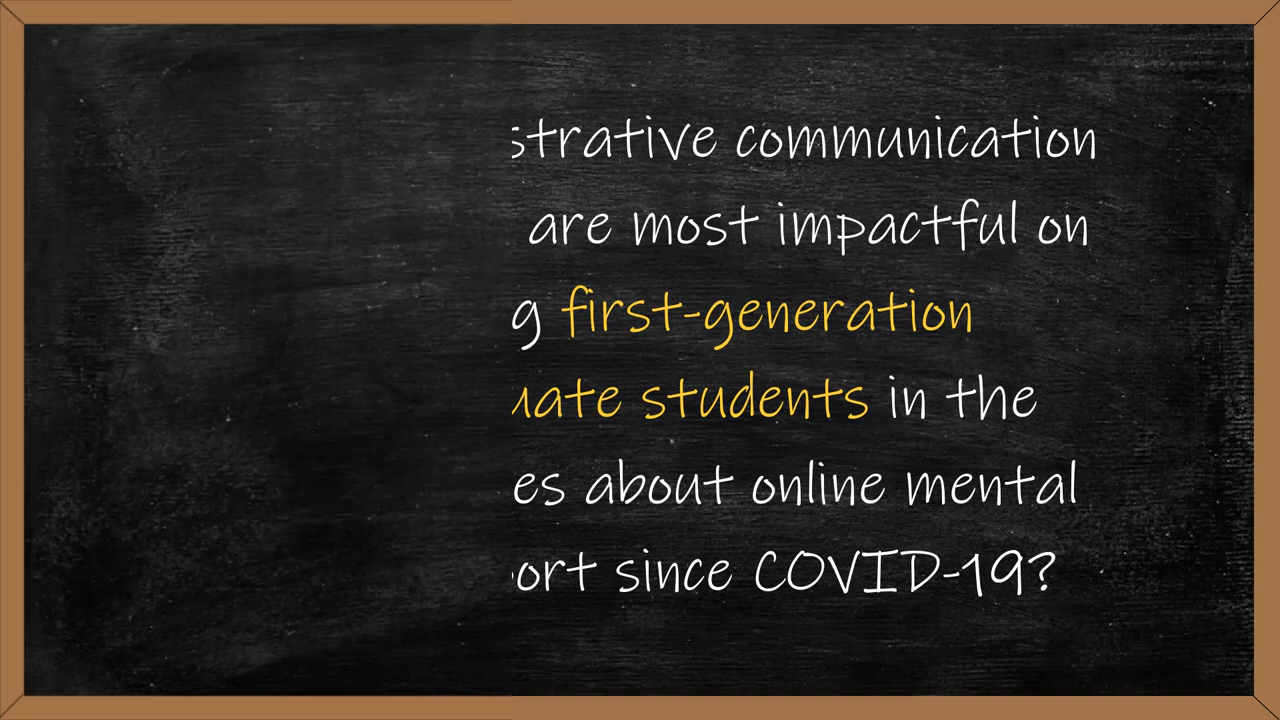 strative communication
are most impactful on
g first-generation
uate students in the
es about online mental
ort since COVID-19?